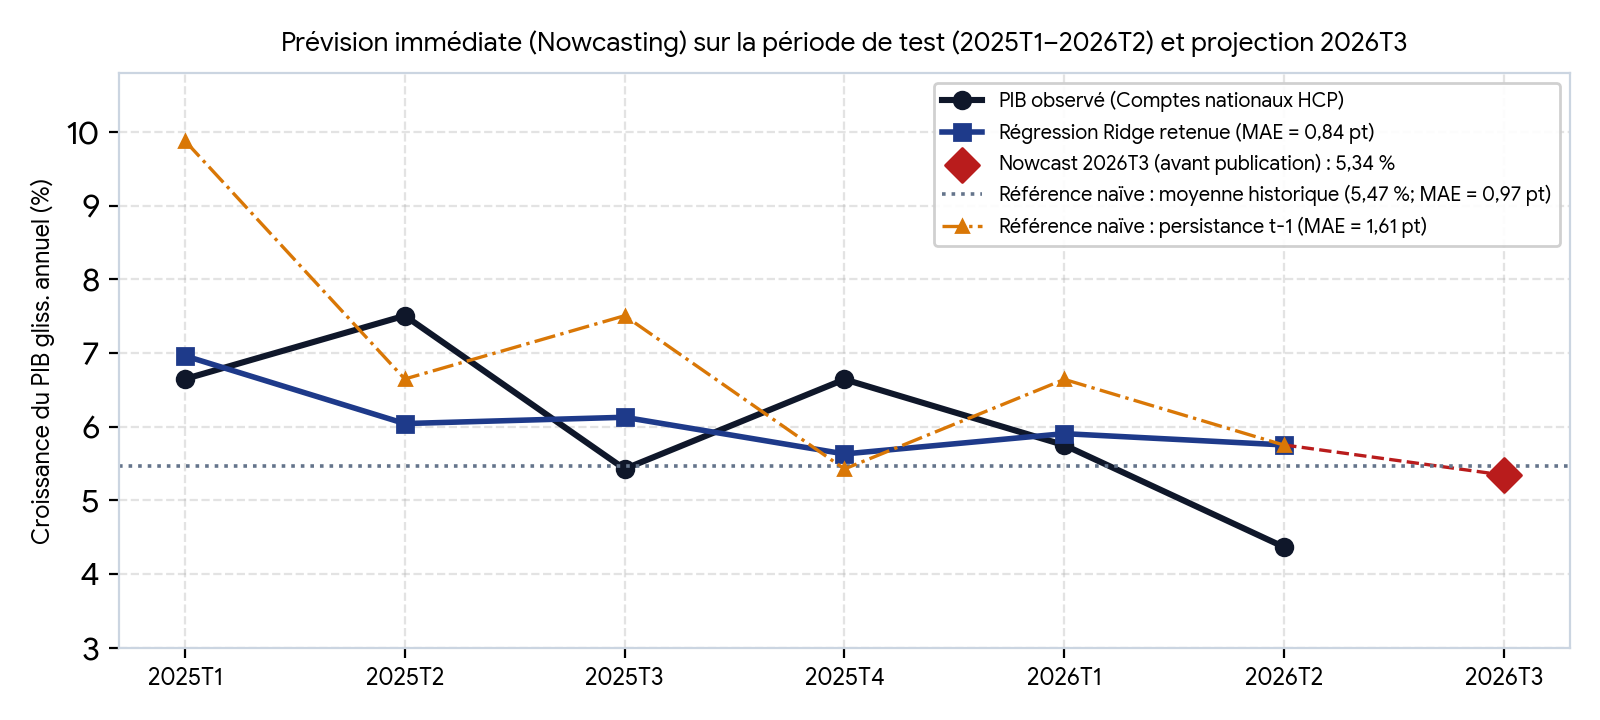 Prévision immédiate (Nowcasting) sur la période de test (2025T1–2026T2) et projection 2026T3
Croissance du PIB gliss. annuel (%)
10
9
8
7
6
5
4
3
PIB observé (Comptes nationaux HCP)
Régression Ridge retenue (MAE = 0,84 pt)
Nowcast 2026T3 (avant publication) : 5,34 %
Référence naïve : moyenne historique (5,47 %; MAE = 0,97 pt)
Référence naïve : persistance t-1 (MAE = 1,61 pt)
2025T1 2025T2 2025T3 2025T4 2026T1 2026T2 2026T3